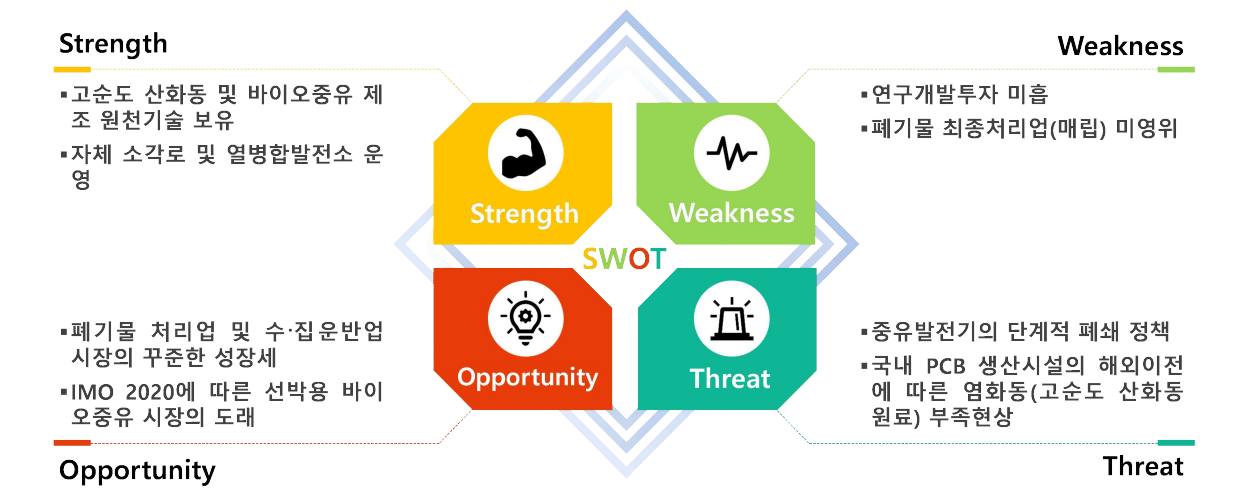 Strength
▪고순도 산화동 및 바이오중유 제
조 원천기술 보유
▪자체 소각로 및 열병합발전소 운
영
Weakness
▪연구개발투자 미흡
▪폐기물 최종처리업(매립) 미영위
Strength
Weakness
SWOT
Opportunity
Threat
▪폐기물 처리업 및 수·집운반업
시장의 꾸준한 성장세
▪IMO 2020에 따른 선박용 바이
오중유 시장의 도래
Opportunity
▪중유발전기의 단계적 폐쇄 정책
▪국내 PCB 생산시설의 해외이전
에 따른 염화동(고순도 산화동
원료) 부족현상
Threat